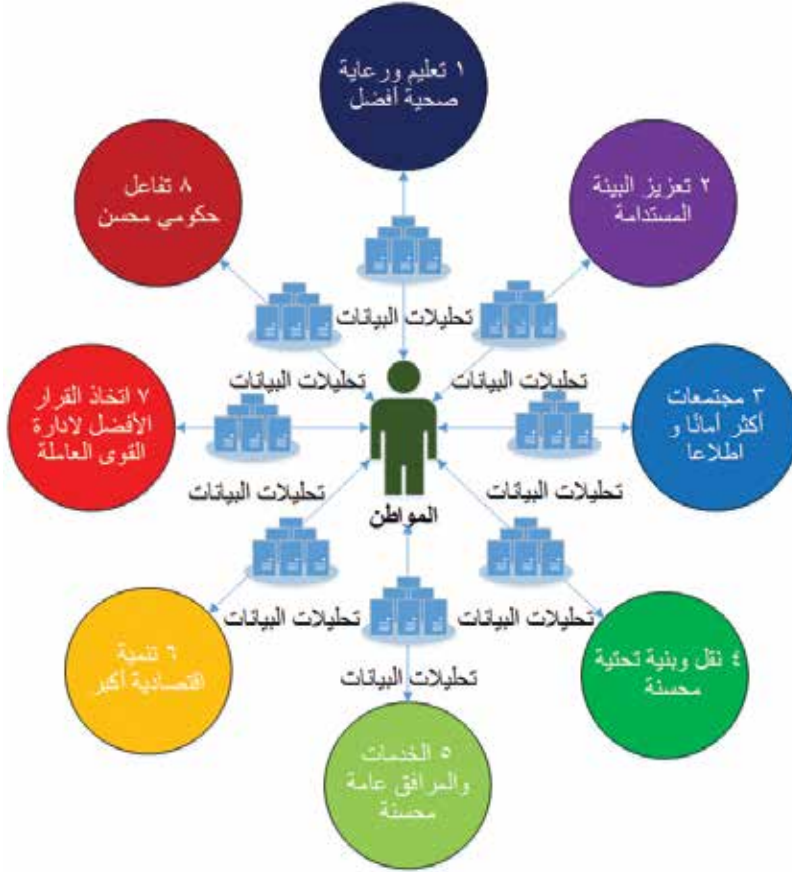 ١ تعليم ورعاية
صحية أفضل
٢ تعزيز البيئة
المستدامة
٣ مجتمعات
أكثر أمانًا و
اطلاعا
٤ نقل وبنية تحتية
محسنة
٥ الخدمات
والمرافق عامة
محسنة
٦ تنمية
اقتصادية أكبر
٧ اتخاذ القرار
الأفضل لادارة
القوى العاملة
٨ تفاعل
حكومي محسن
تحليلات البيانات
تحليلات البيانات
تحليلات البيانات
تحليلات البيانات
تحليلات البيانات
تحليلات البيانات
تحليلات البيانات
تحليلات البيانات
المواطن